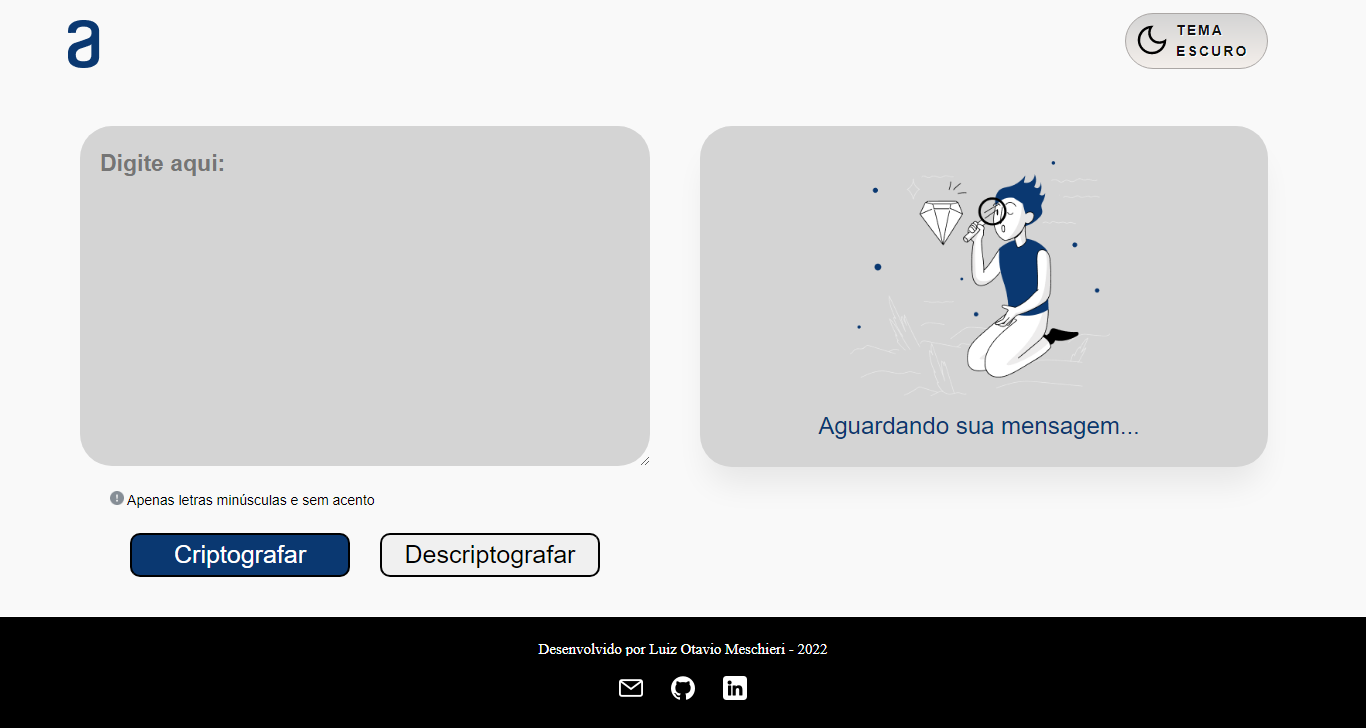 a
TEMA
ESCURO
Digite aqui:
Aguardando sua mensagem...
Apenas letras minúsculas e sem acento
Criptografar
Descriptografar
Desenvolvido por Luiz Otavio Meschieri - 2022
in